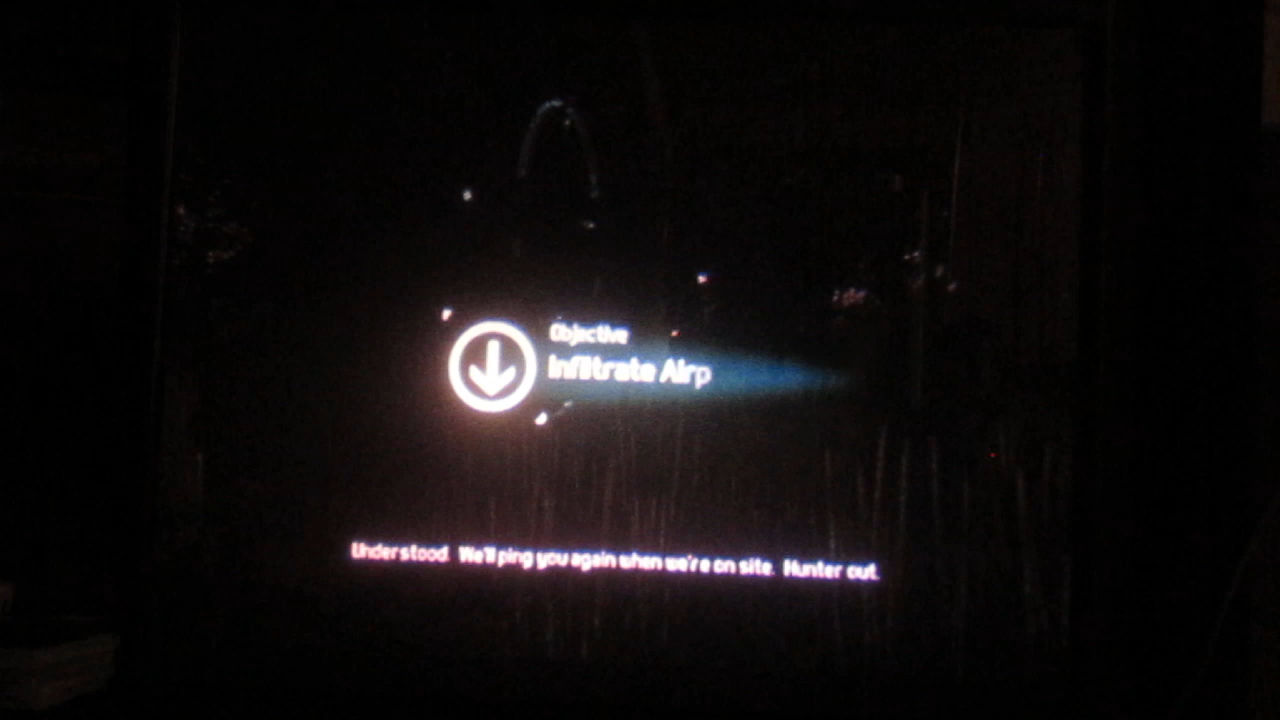 Objective
Infiltrate Airp
Understood. We'll ping you again when we're on site. Hunter out.